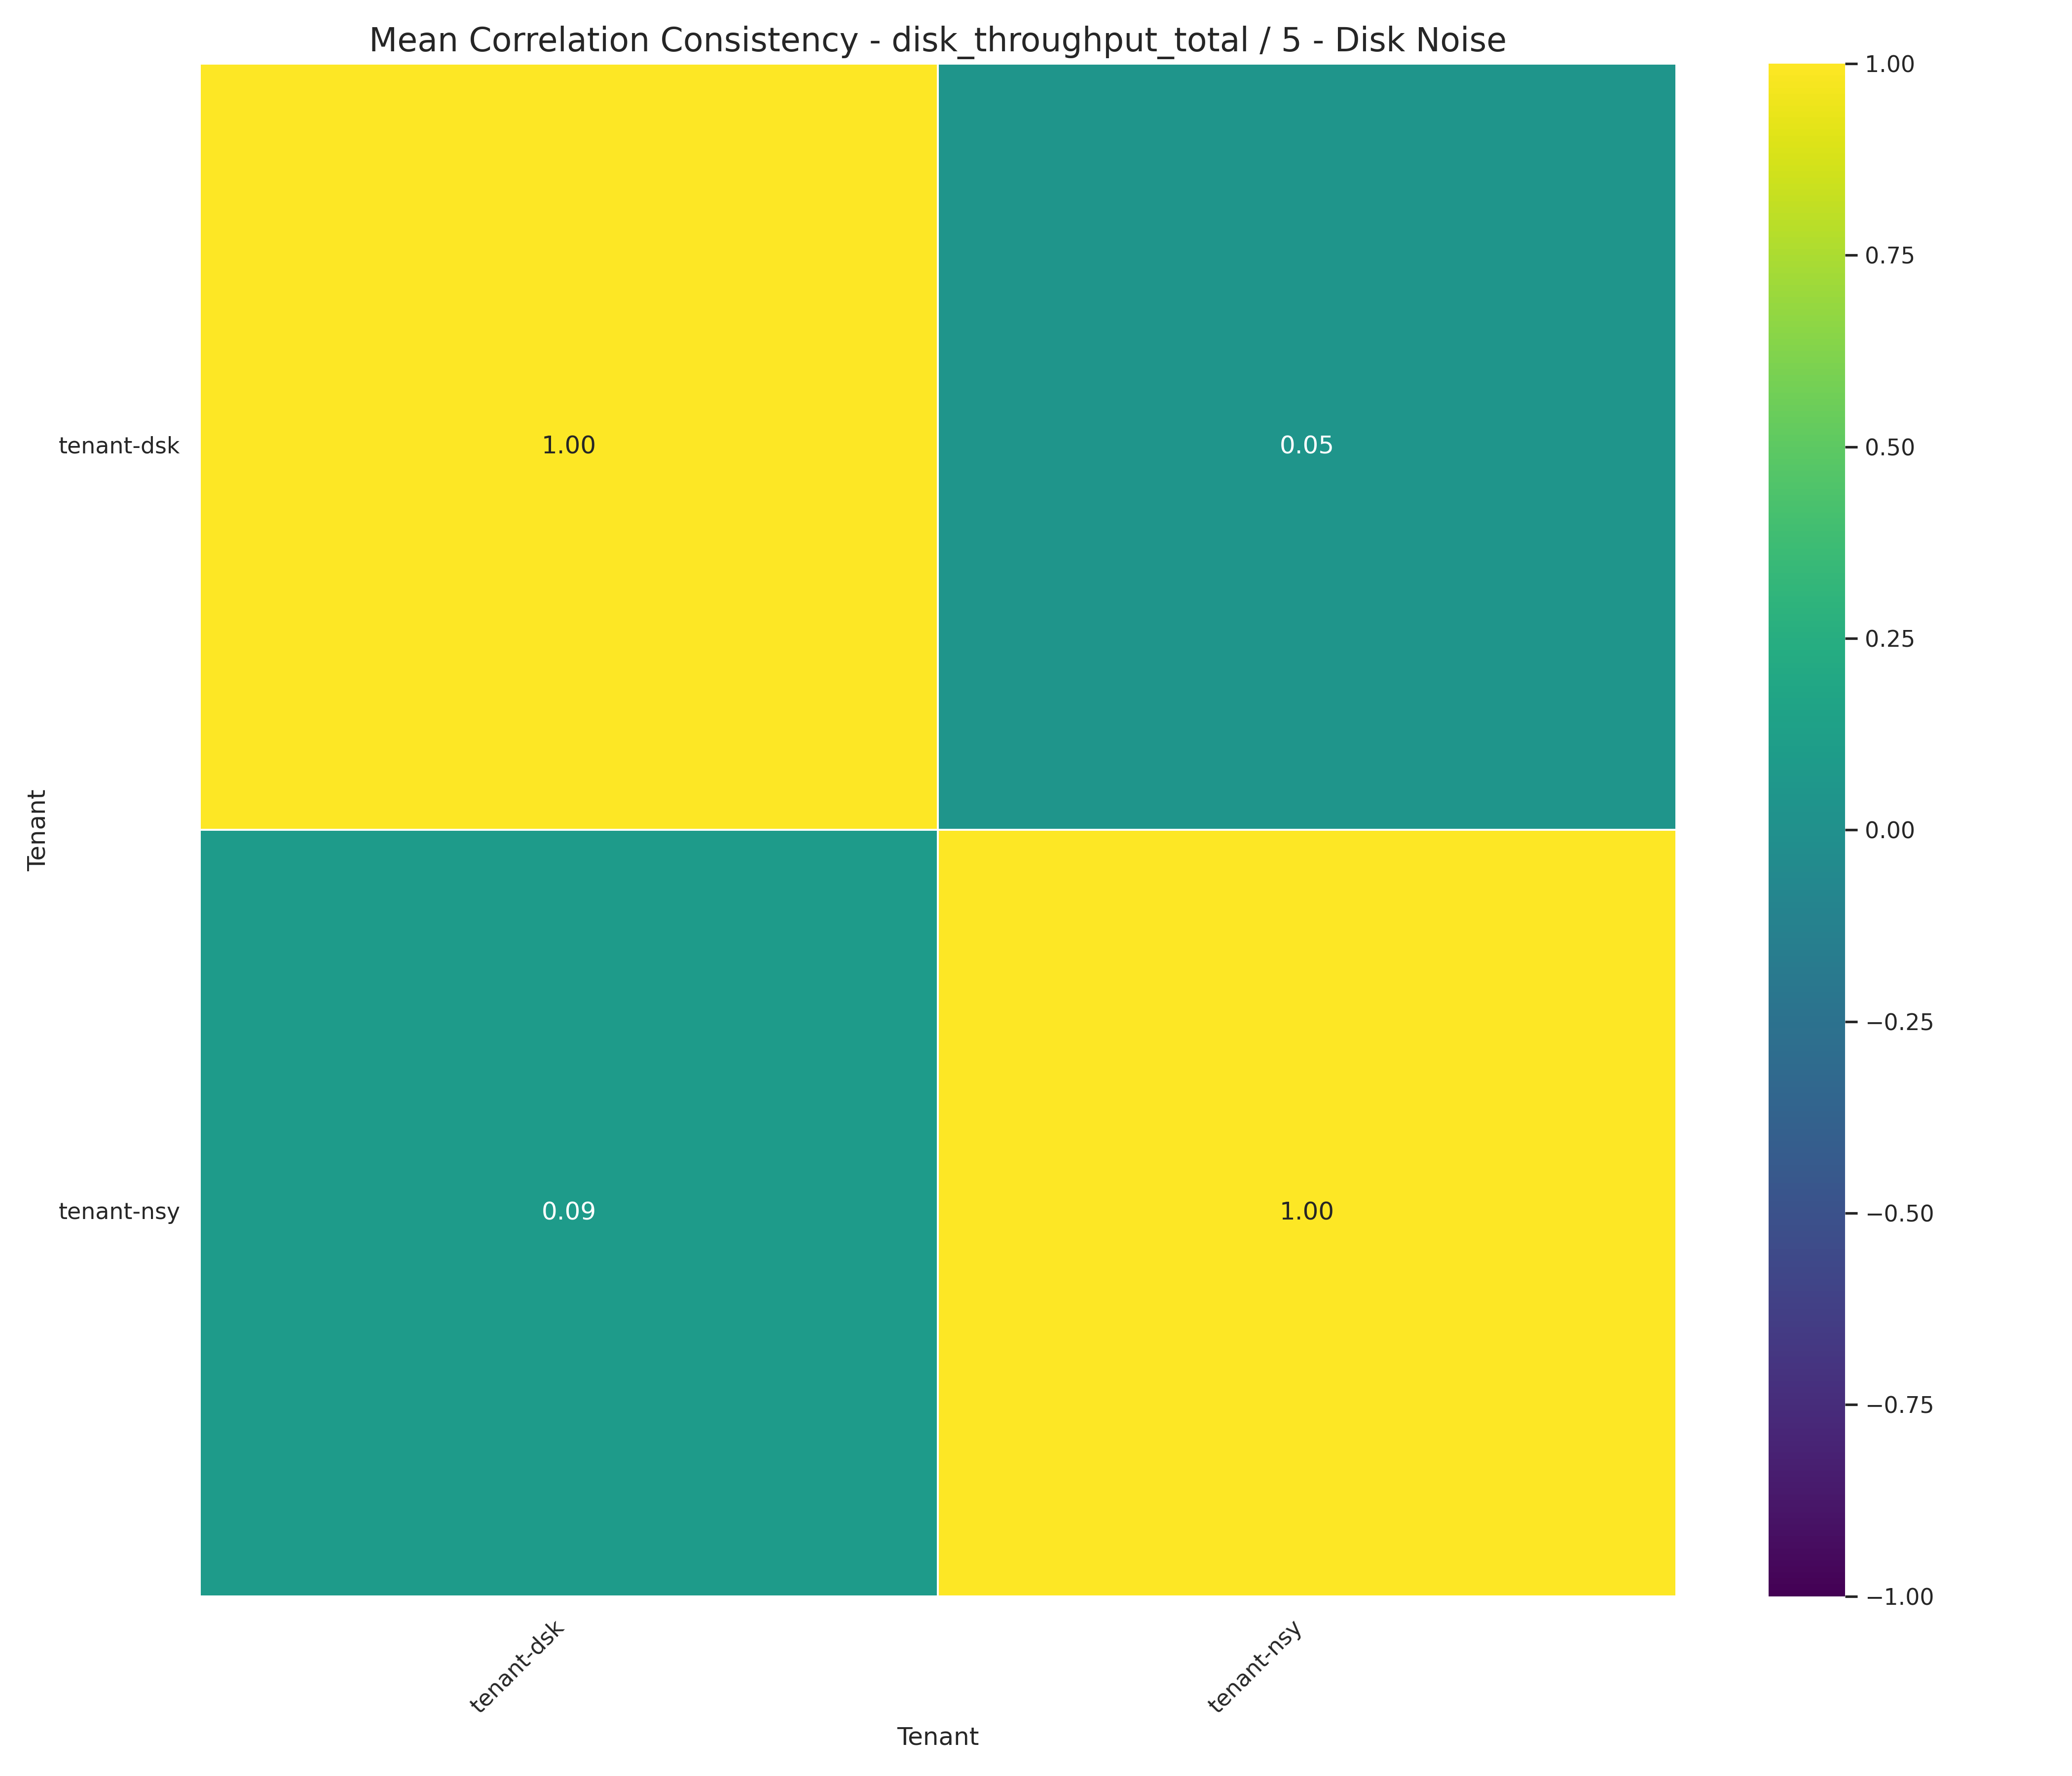 Mean Correlation Consistency - disk_throughput_total / 5 - Disk Noise
1.00
0.75
0.50
0.25
0.00
−0.25
−0.50
−0.75
−1.00
Tenant
tenant-dsk
1.00
0.05
tenant-nsy
0.09
1.00
tenant-dsk
tenant-nsy
Tenant